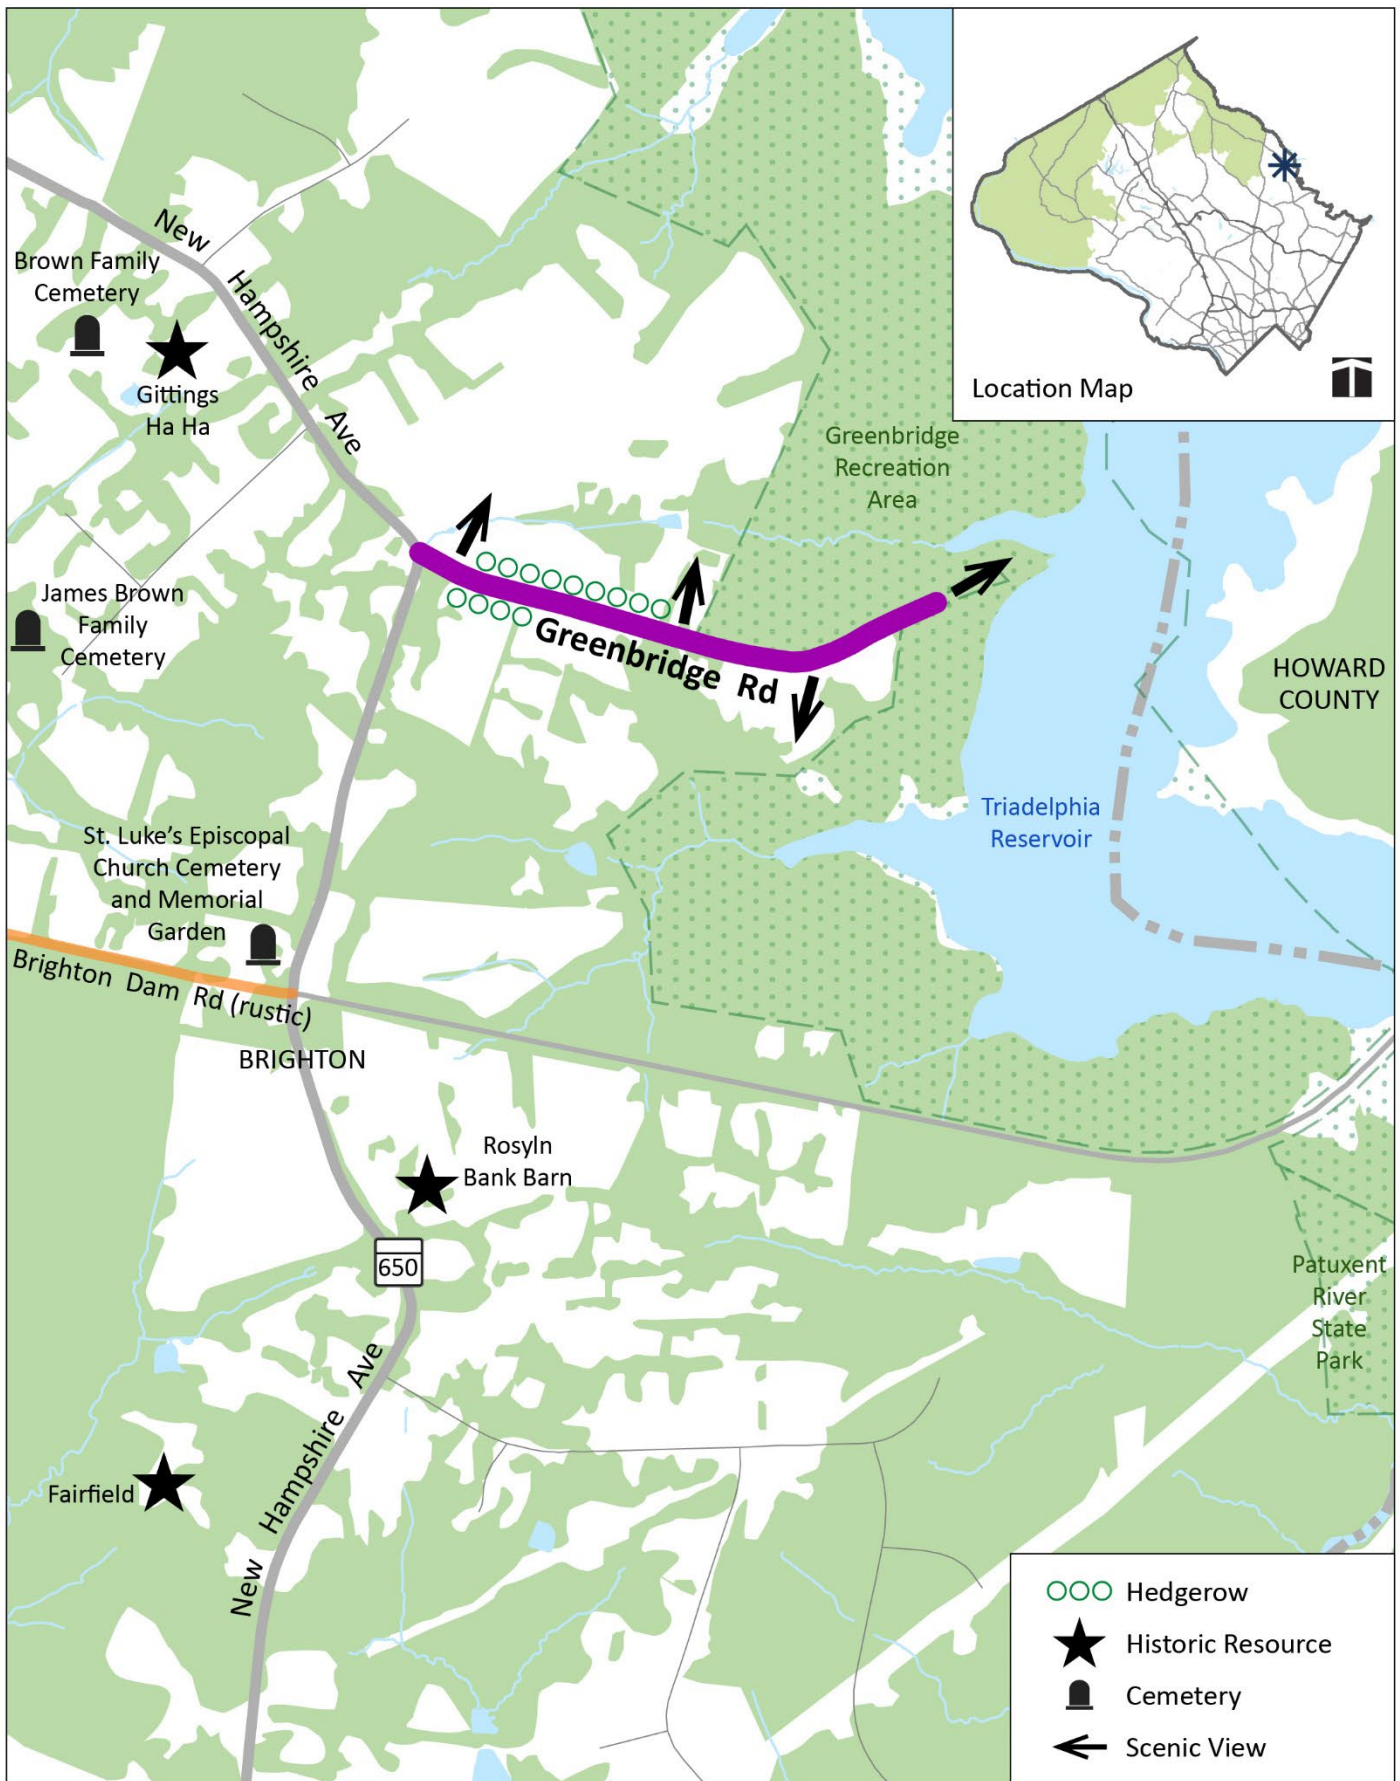 Location Map
New
Hampshire
Ave
Brown Family
Cemetery
Gittings
Ha Ha
Greenbridge
Recreation
Area
James Brown
Family
Cemetery
Greenbridge Rd
HOWARD
COUNTY
Triadelphia
Reservoir
St. Luke's Episcopal
Church Cemetery
and Memorial
Garden
Brighton Dam Rd (rustic)
BRIGHTON
Rosyln
Bank Barn
650
Patuxent
River
State
Park
New Hampshire Ave
Fairfield
Hedgerow
Historic Resource
Cemetery
Scenic View